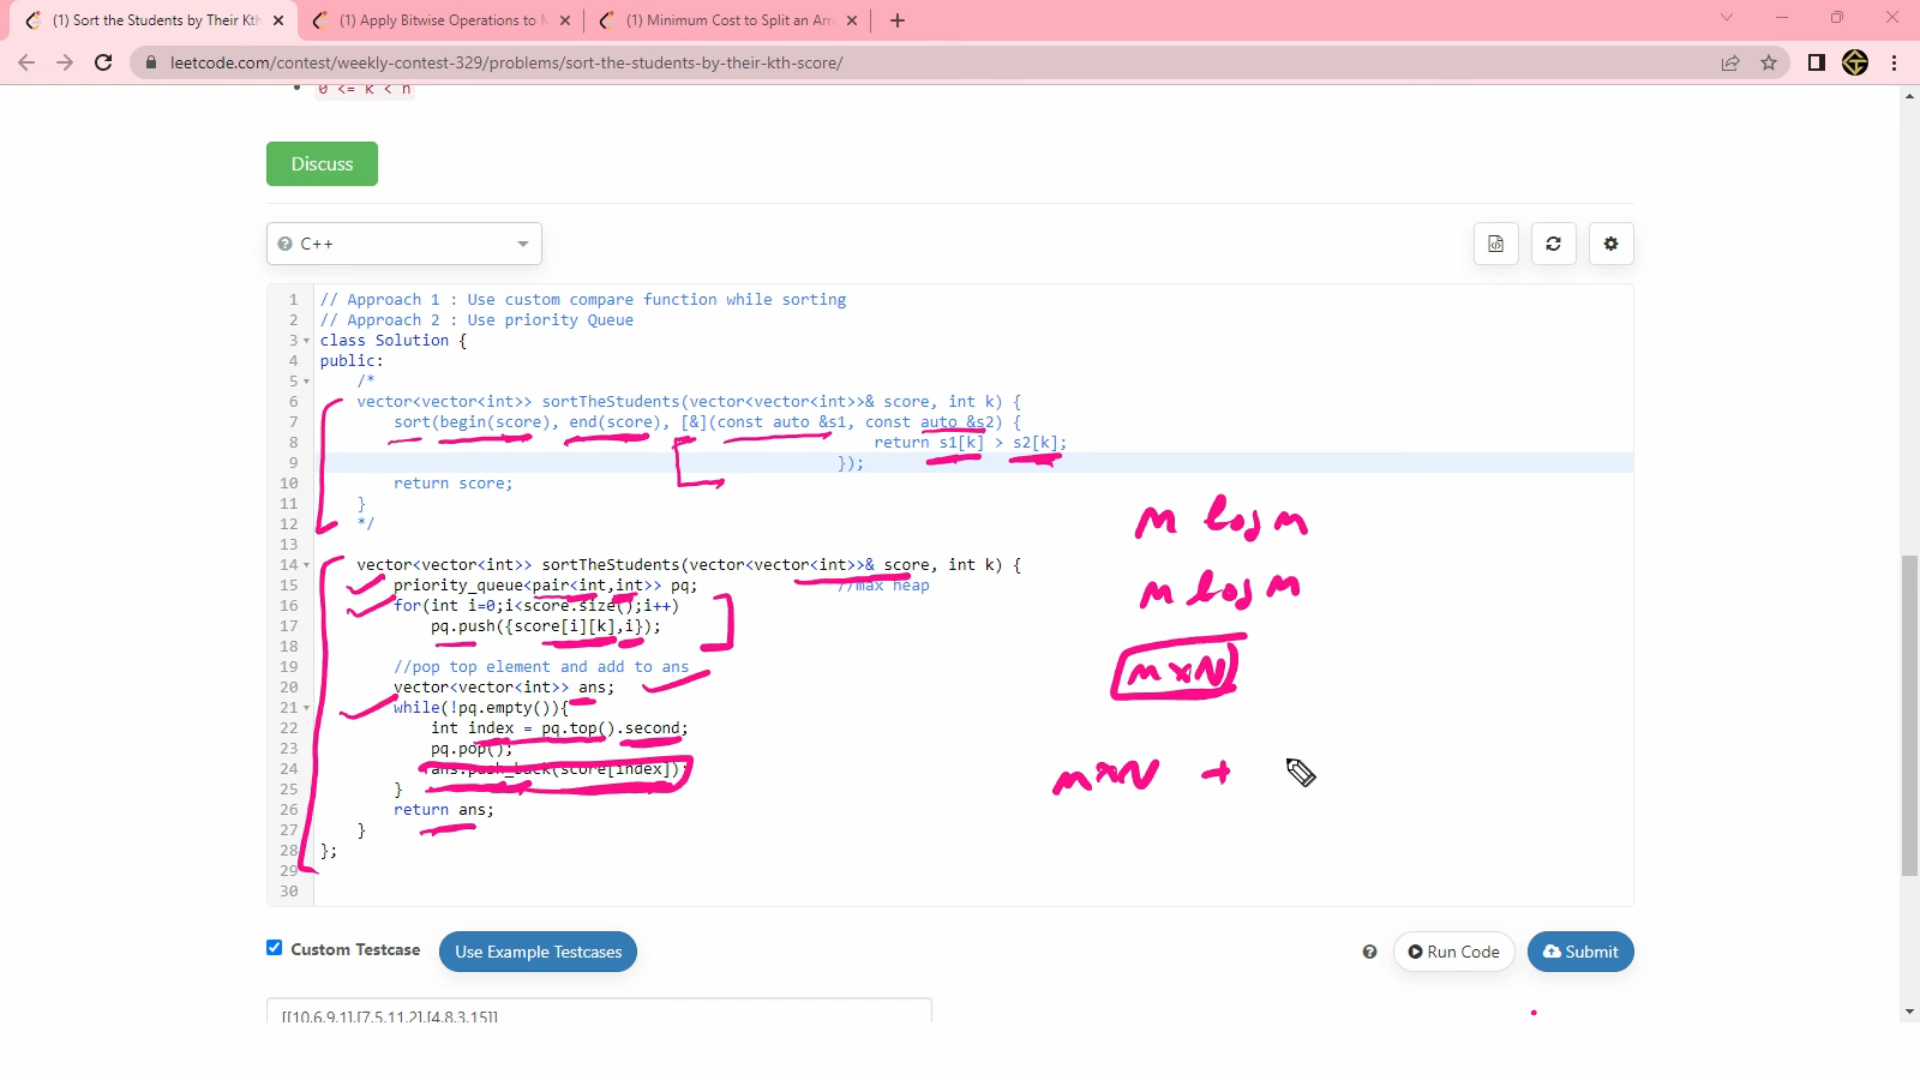 (1) Sort the Students by Their Kth
(1) Apply Bitwise Operations to M
(1) Minimum Cost to Split an Arra
leetcode.com/contest/weekly-contest-329/problems/sort-the-students-by-their-kth-score/
0 <= k < n
Discuss
C++
1 // Approach 1 : Use custom compare function while sorting
2 // Approach 2 : Use priority Queue
3 class Solution {
4 public:
5 /*
6 vector<vector<int>> sortTheStudents(vector<vector<int>>& score, int k) {
7 sort(begin(score), end(score), [&](const auto &s1, const auto &s2) {
8 return s1[k] > s2[k];
9 });
10 return score;
11 }
12 */
13
14 vector<vector<int>> sortTheStudents(vector<vector<int>>& score, int k) {
15 priority_queue<pair<int,int>> pq; //max heap
16 for(int i=0;i<score.size();i++)
17 pq.push({score[i][k],i});
18
19 //pop top element and add to ans
20 vector<vector<int>> ans;
21 while(!pq.empty()){
22 int index = pq.top().second;
23 pq.pop();
24 ans.push_back(score[index]);
25 }
26 return ans;
27 }
28 };
29
30
m log m
m log m
m x N
m x N +
Custom Testcase
Use Example Testcases
Run Code
Submit
[[10,6,9,1],[7,5,11,2],[4,8,3,15]]